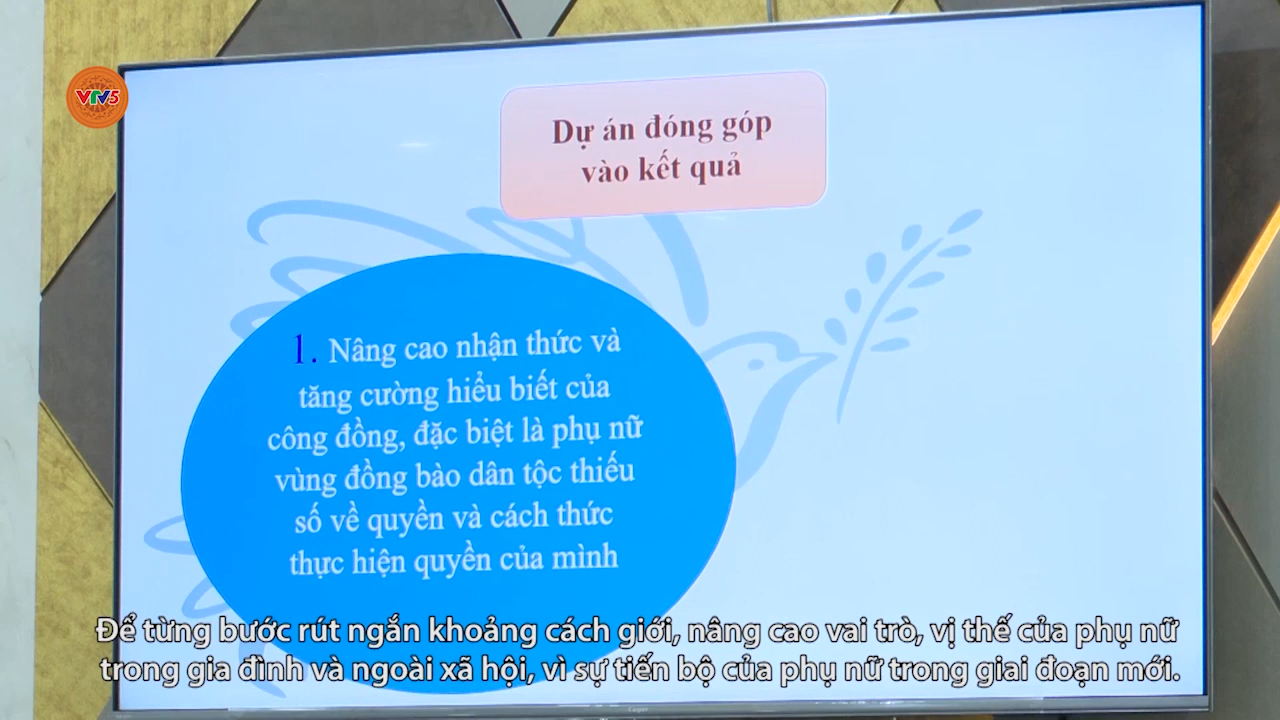 VTV5
Dự án đóng góp
vào kết quả
1. Nâng cao nhận thức và
tăng cường hiểu biết của
công đồng, đặc biệt là phụ nữ
vùng đồng bào dân tộc thiếu
số về quyền và cách thức
thực hiện quyền của mình
Để từng bước rút ngắn khoảng cách giới, nâng cao vai trò, vị thế của phụ nữ
trong gia đình và ngoài xã hội, vì sự tiến bộ của phụ nữ trong giai đoạn mới.